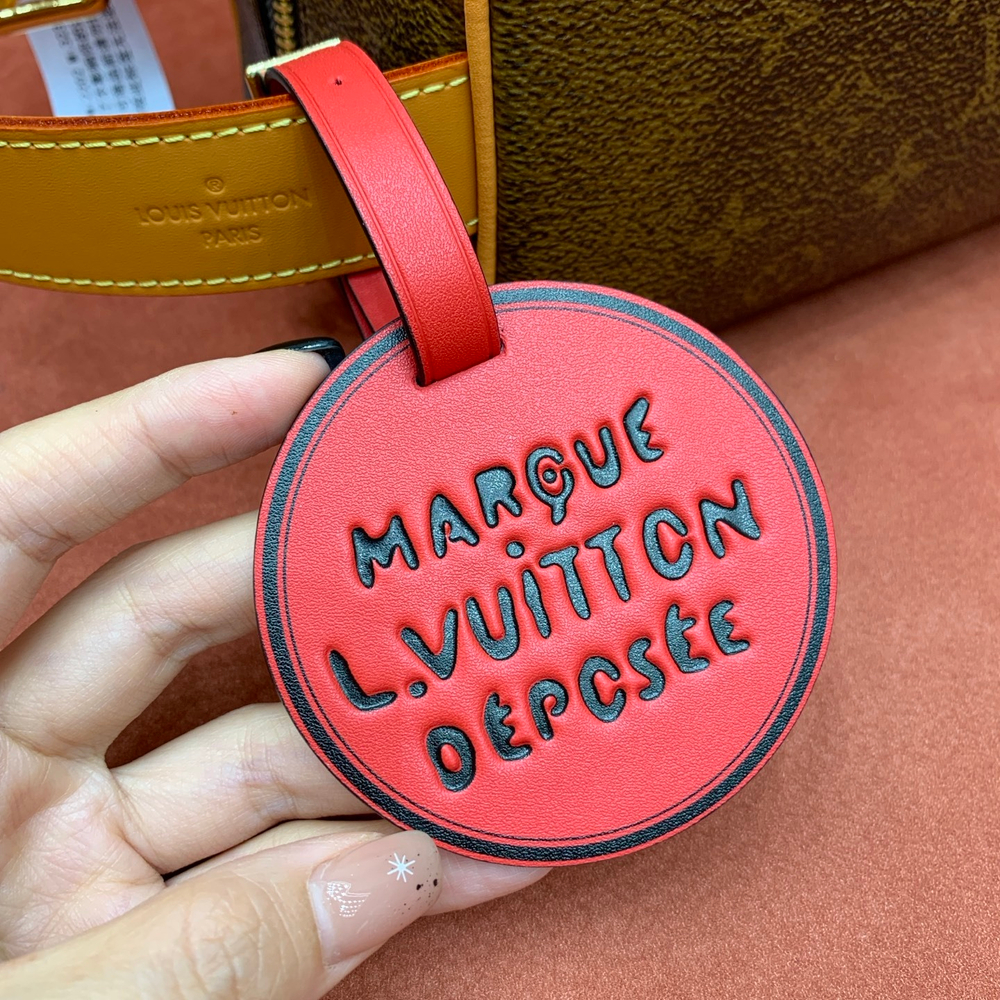 ®
LOUIS VUITTON
PARIS
MARQUE
L.VUiTTON
DÉPOSÉE